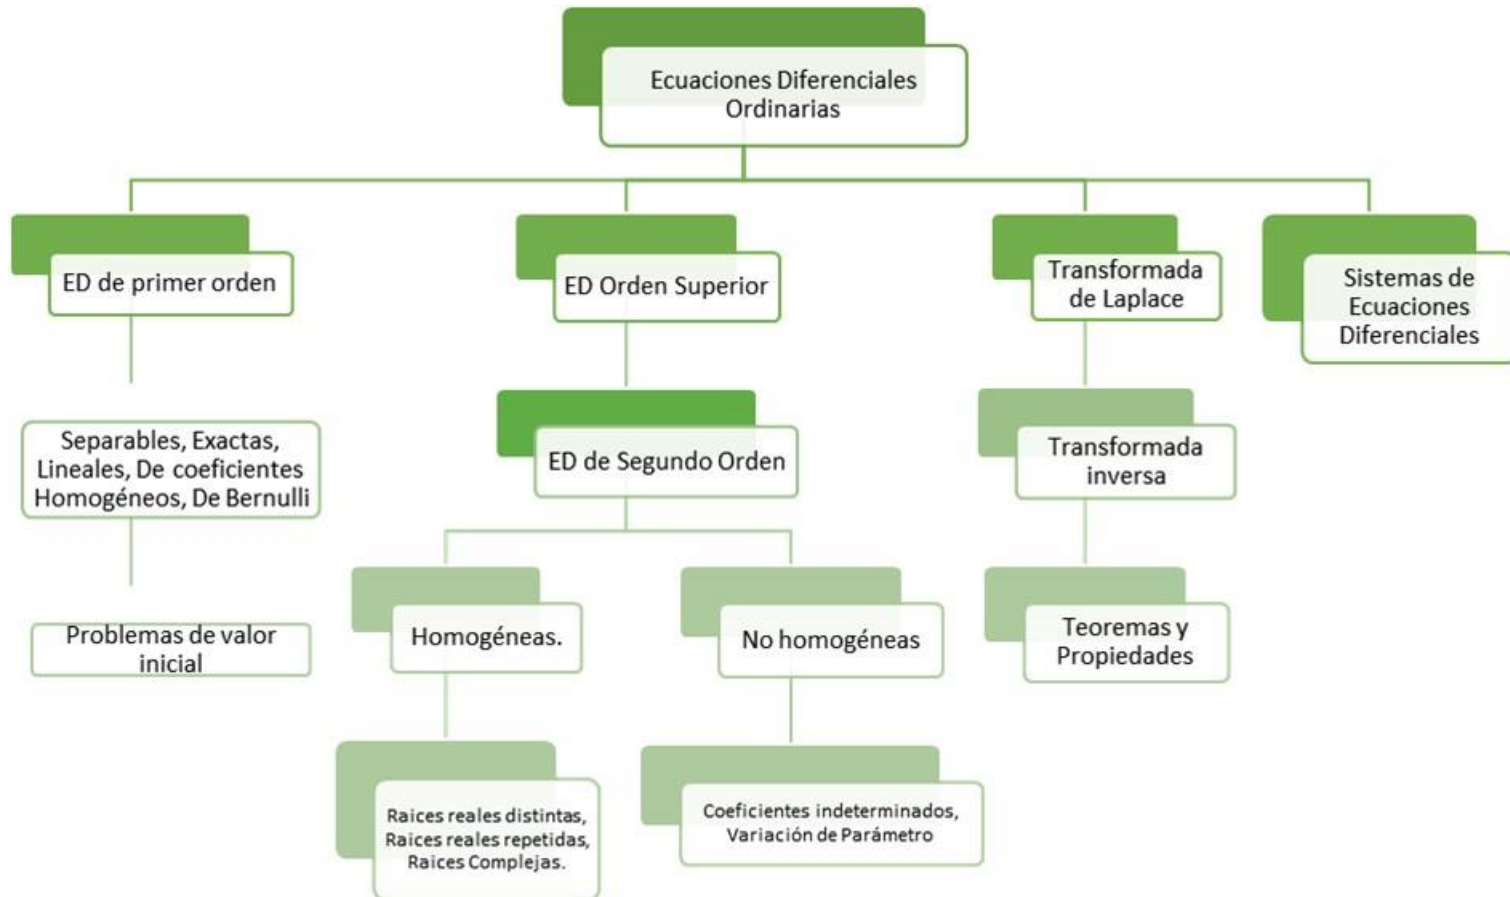 Ecuaciones Diferenciales
Ordinarias
ED de primer orden
ED Orden Superior
Transformada
de Laplace
Sistemas de
Ecuaciones
Diferenciales
Separables, Exactas,
Lineales, De coeficientes
Homogéneos, De Bernulli
ED de Segundo Orden
Transformada
inversa
Problemas de valor
inicial
Homogéneas.
No homogéneas
Teoremas y
Propiedades
Raices reales distintas,
Raices reales repetidas,
Raices Complejas.
Coeficientes indeterminados,
Variación de Parámetro